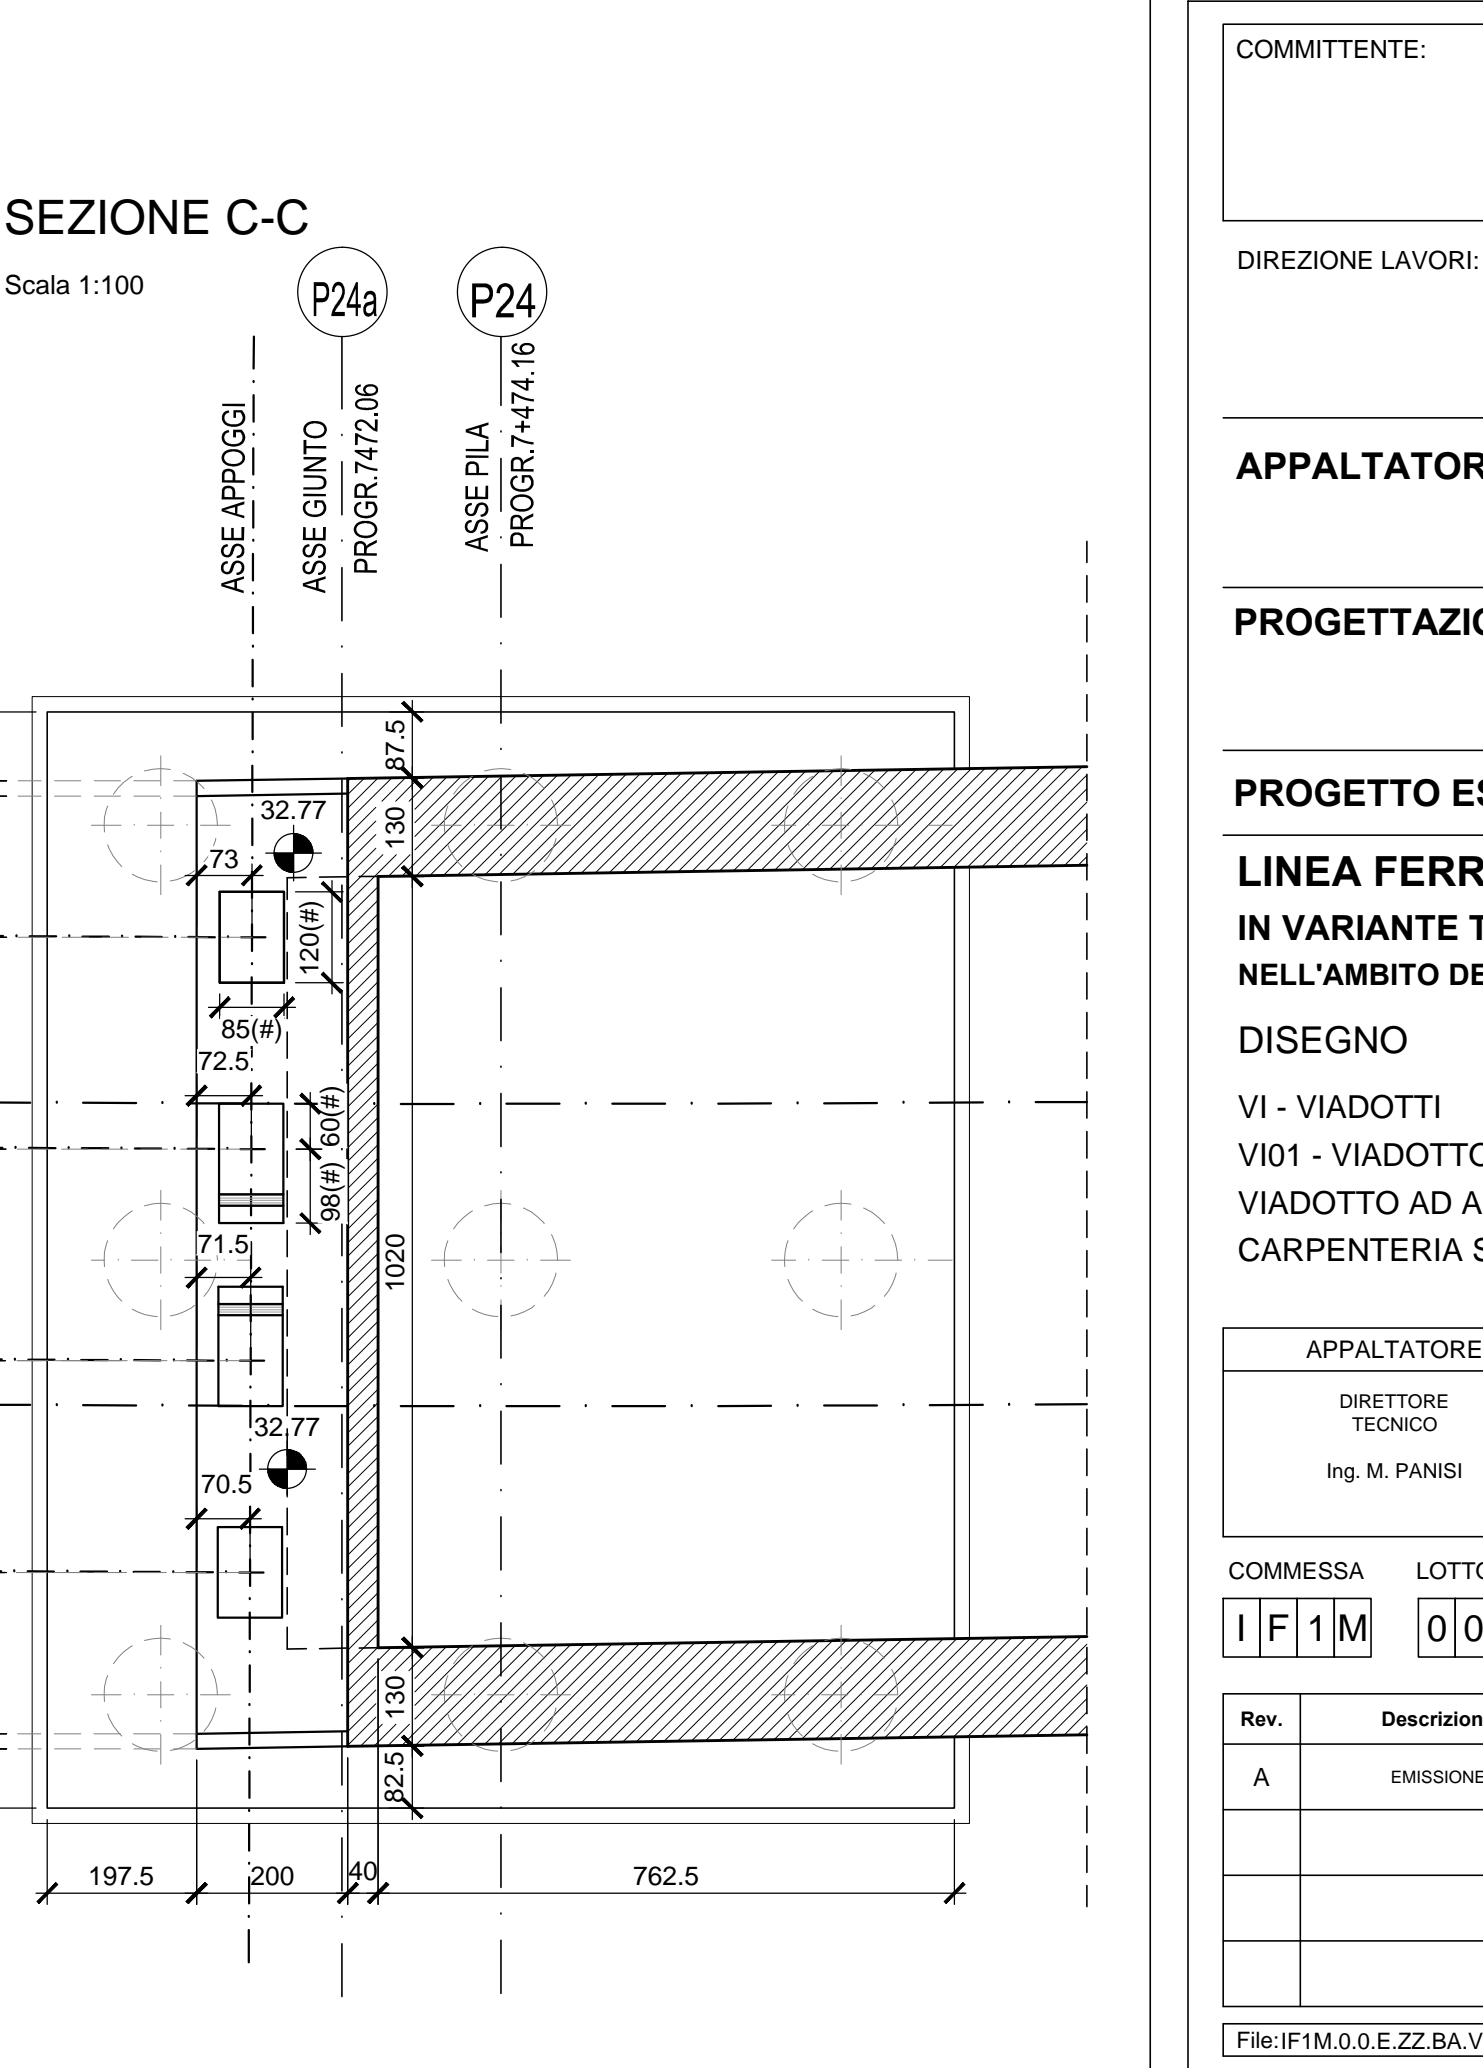 SEZIONE C-C
Scala 1:100
P24a
P24
ASSE APPOGGI
ASSE GIUNTO
PROGR.7472.06
ASSE PILA
PROGR.7+474.16
87.5
32.77
130
73
120(#)
85(#)
72.5
60(#)
98(#)
71.5
1020
32.77
70.5
130
82.5
197.5
200
40
762.5
COMMITTENTE:
DIREZIONE LAVORI:
APPALTATOR
PROGETTAZIO
PROGETTO ES
LINEA FERR
IN VARIANTE T
NELL'AMBITO DE
DISEGNO
VI - VIADOTTI
VI01 - VIADOTTO
VIADOTTO AD A
CARPENTERIA S
APPALTATORE
DIRETTORE
TECNICO
Ing. M. PANISI
COMMESSA LOTTO
I F 1 M 0 0
Rev. Descrizion
A EMISSIONE
File:IF1M.0.0.E.ZZ.BA.V